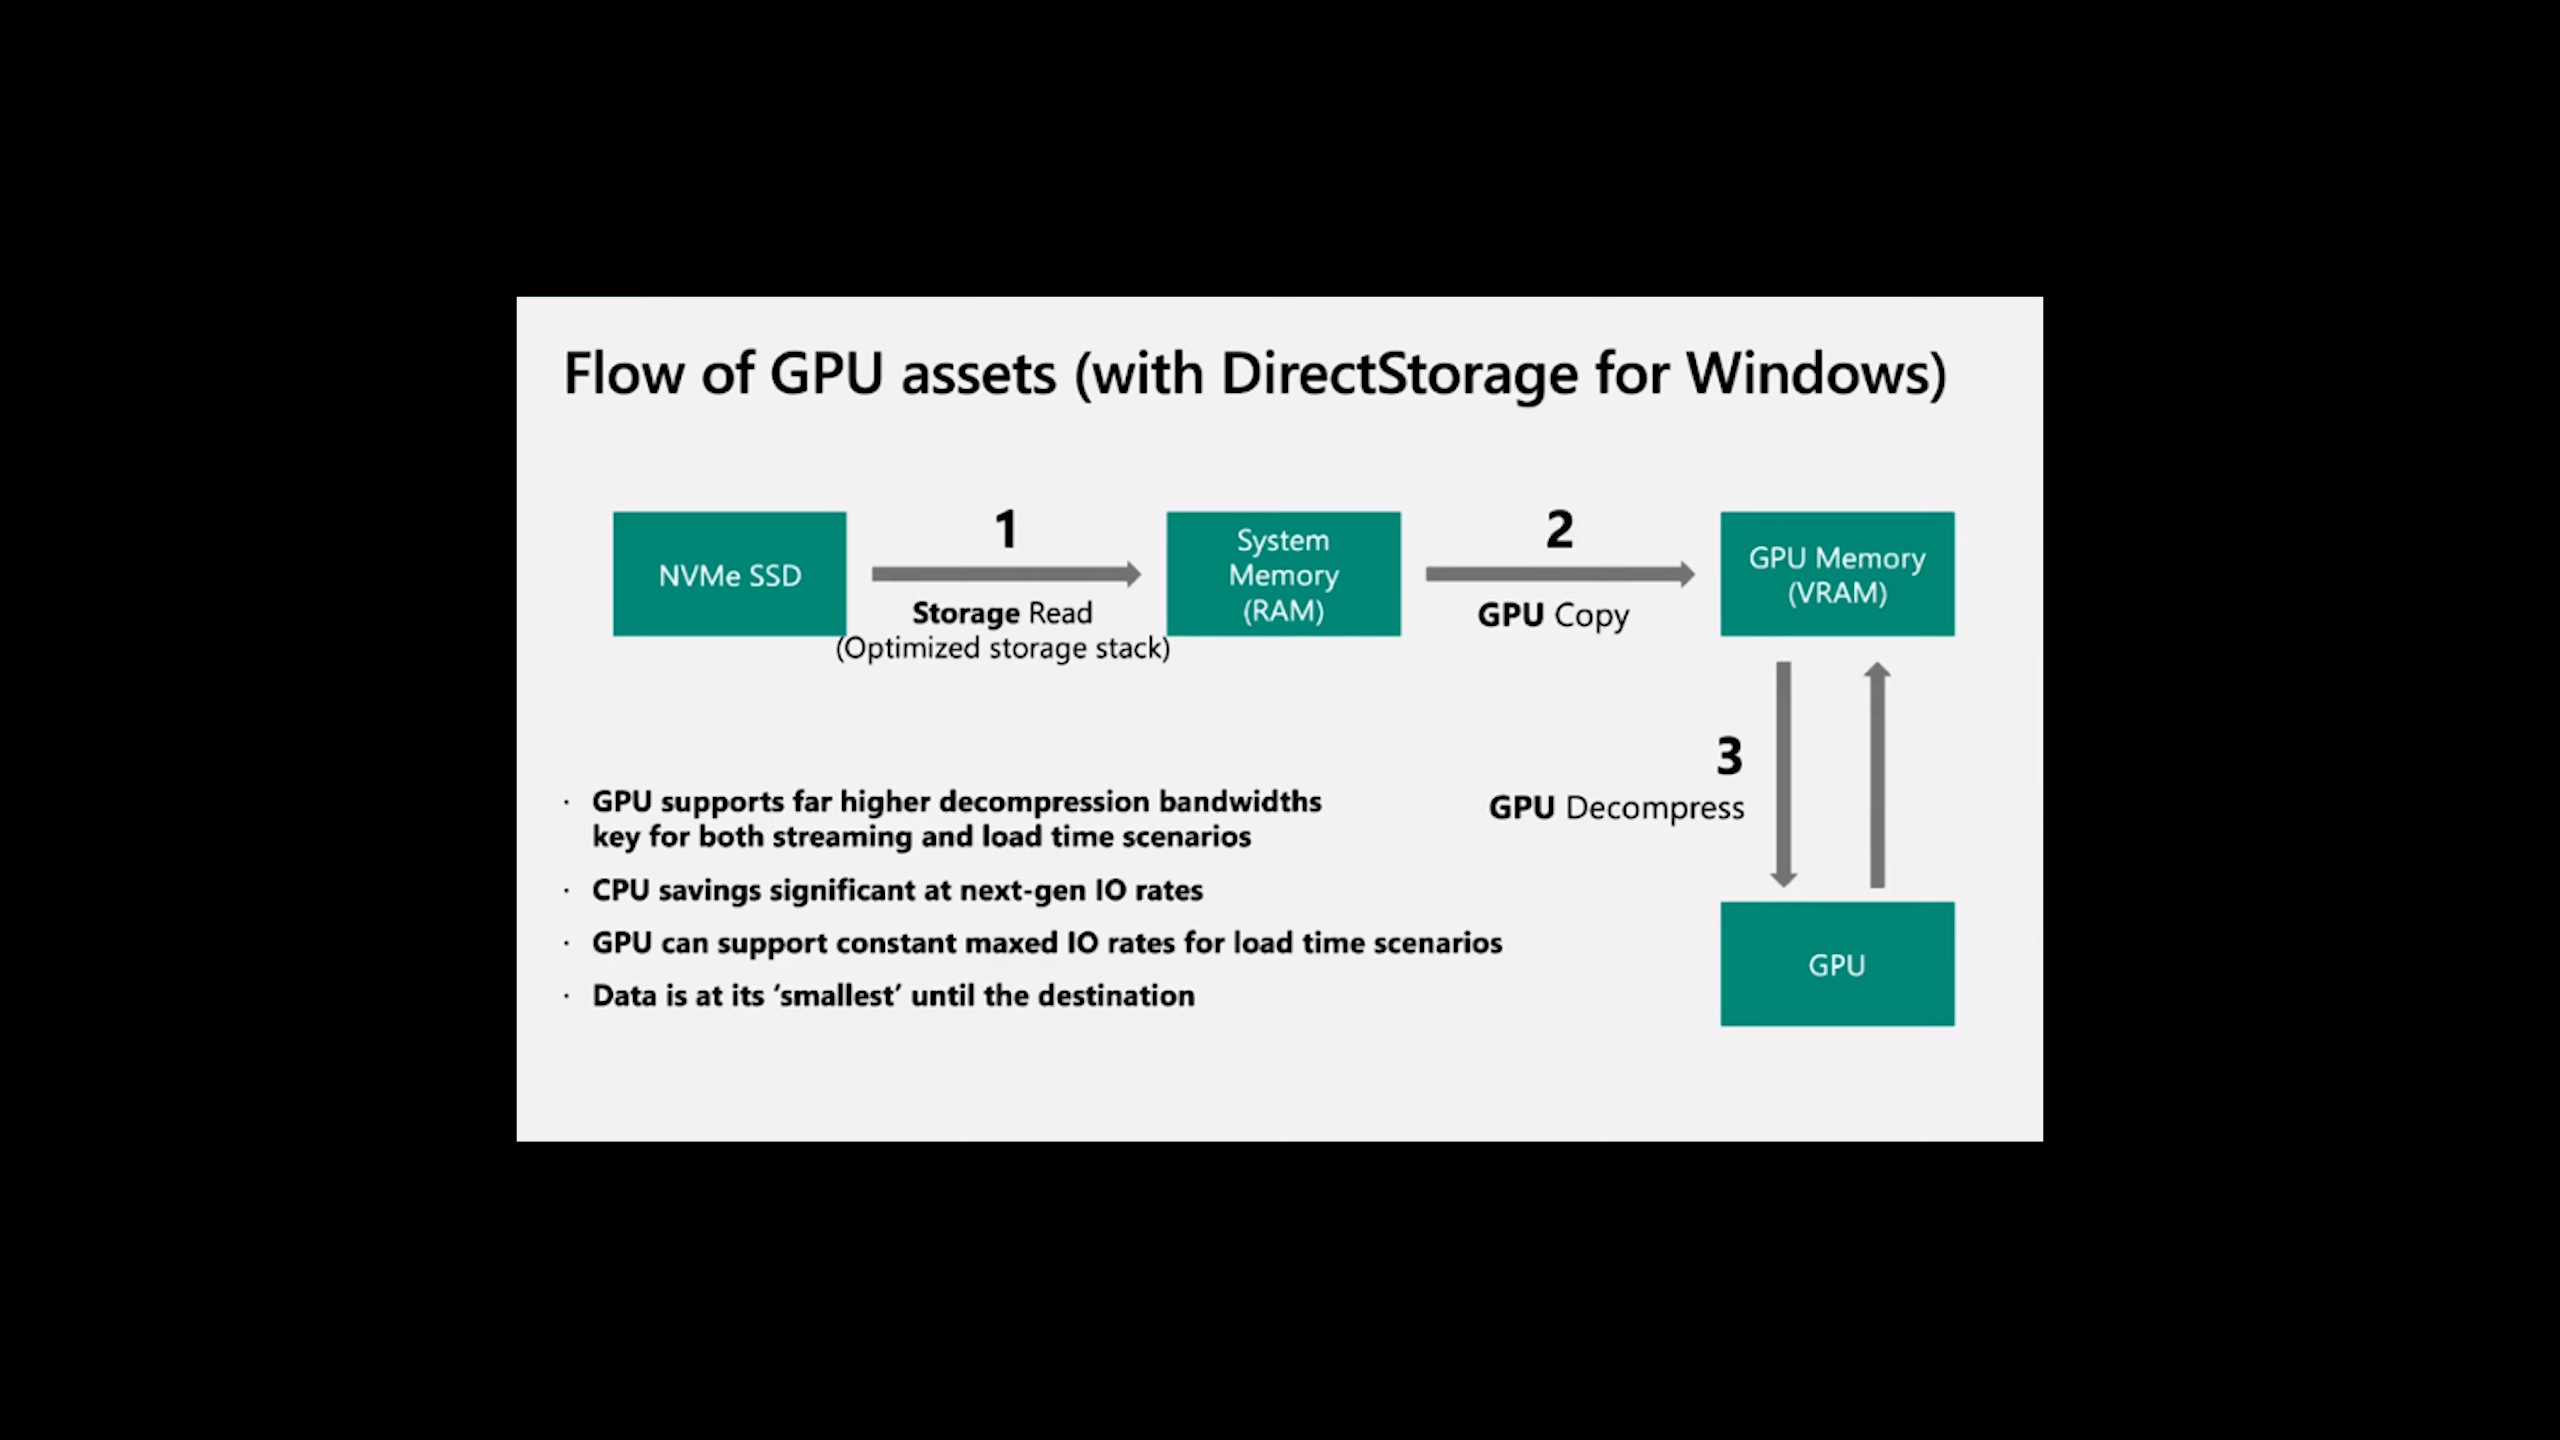 Flow of GPU assets (with DirectStorage for Windows)
NVMe SSD
1
Storage Read
(Optimized storage stack)
System
Memory
(RAM)
2
GPU Copy
GPU Memory
(VRAM)
3
GPU Decompress
GPU
· GPU supports far higher decompression bandwidths
key for both streaming and load time scenarios
· CPU savings significant at next-gen IO rates
· GPU can support constant maxed IO rates for load time scenarios
· Data is at its ‘smallest’ until the destination